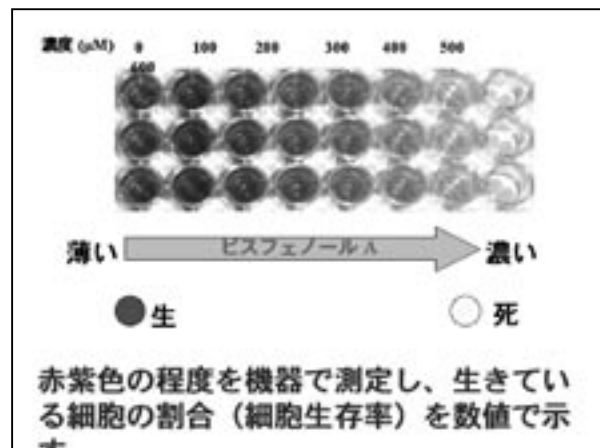 濃度 (μM) 0 100 200 300 400 500
600
薄い ビスフェノール A 濃い
生 死
赤紫色の程度を機器で測定し、生きてい
る細胞の割合（細胞生存率）を数値で示
す